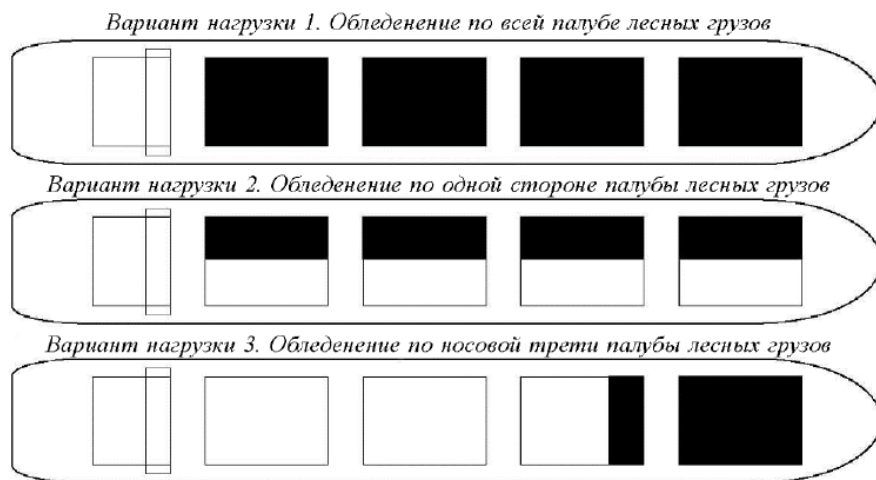 Вариант нагрузки 1. Обледенение по всей палубе лесных грузов
Вариант нагрузки 2. Обледенение по одной стороне палубы лесных грузов
Вариант нагрузки 3. Обледенение по носовой трети палубы лесных грузов